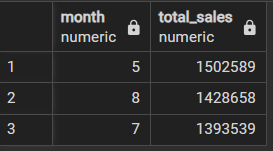 month total_sales
numeric numeric
1 5 1502589
2 8 1428658
3 7 1393539